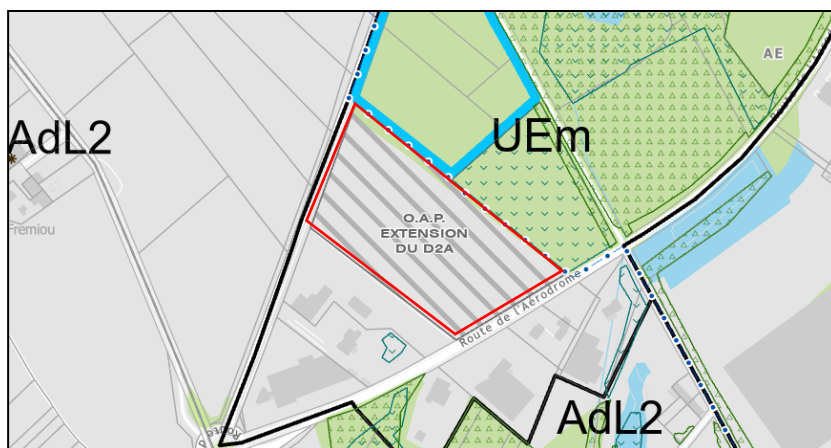 AE
AdL2
UEm
Frémiou
O.A.P.
EXTENSION
DU D2A
Route de l'Aérodrome
AdL2